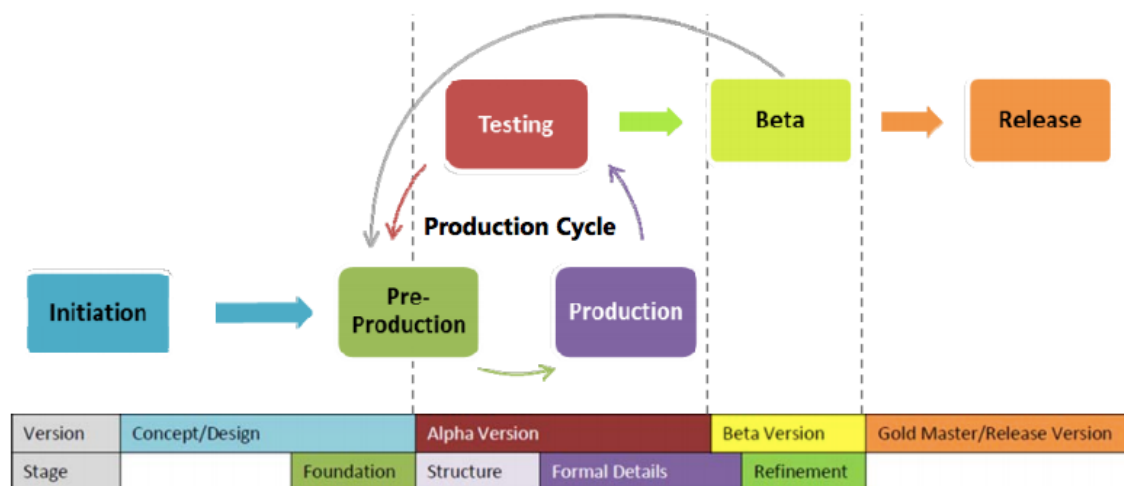 Testing
Beta
Release
Production Cycle
Initiation
Pre-
Production
Production
Version
Concept/Design
Alpha Version
Beta Version
Gold Master/Release Version
Stage
Foundation
Structure
Formal Details
Refinement